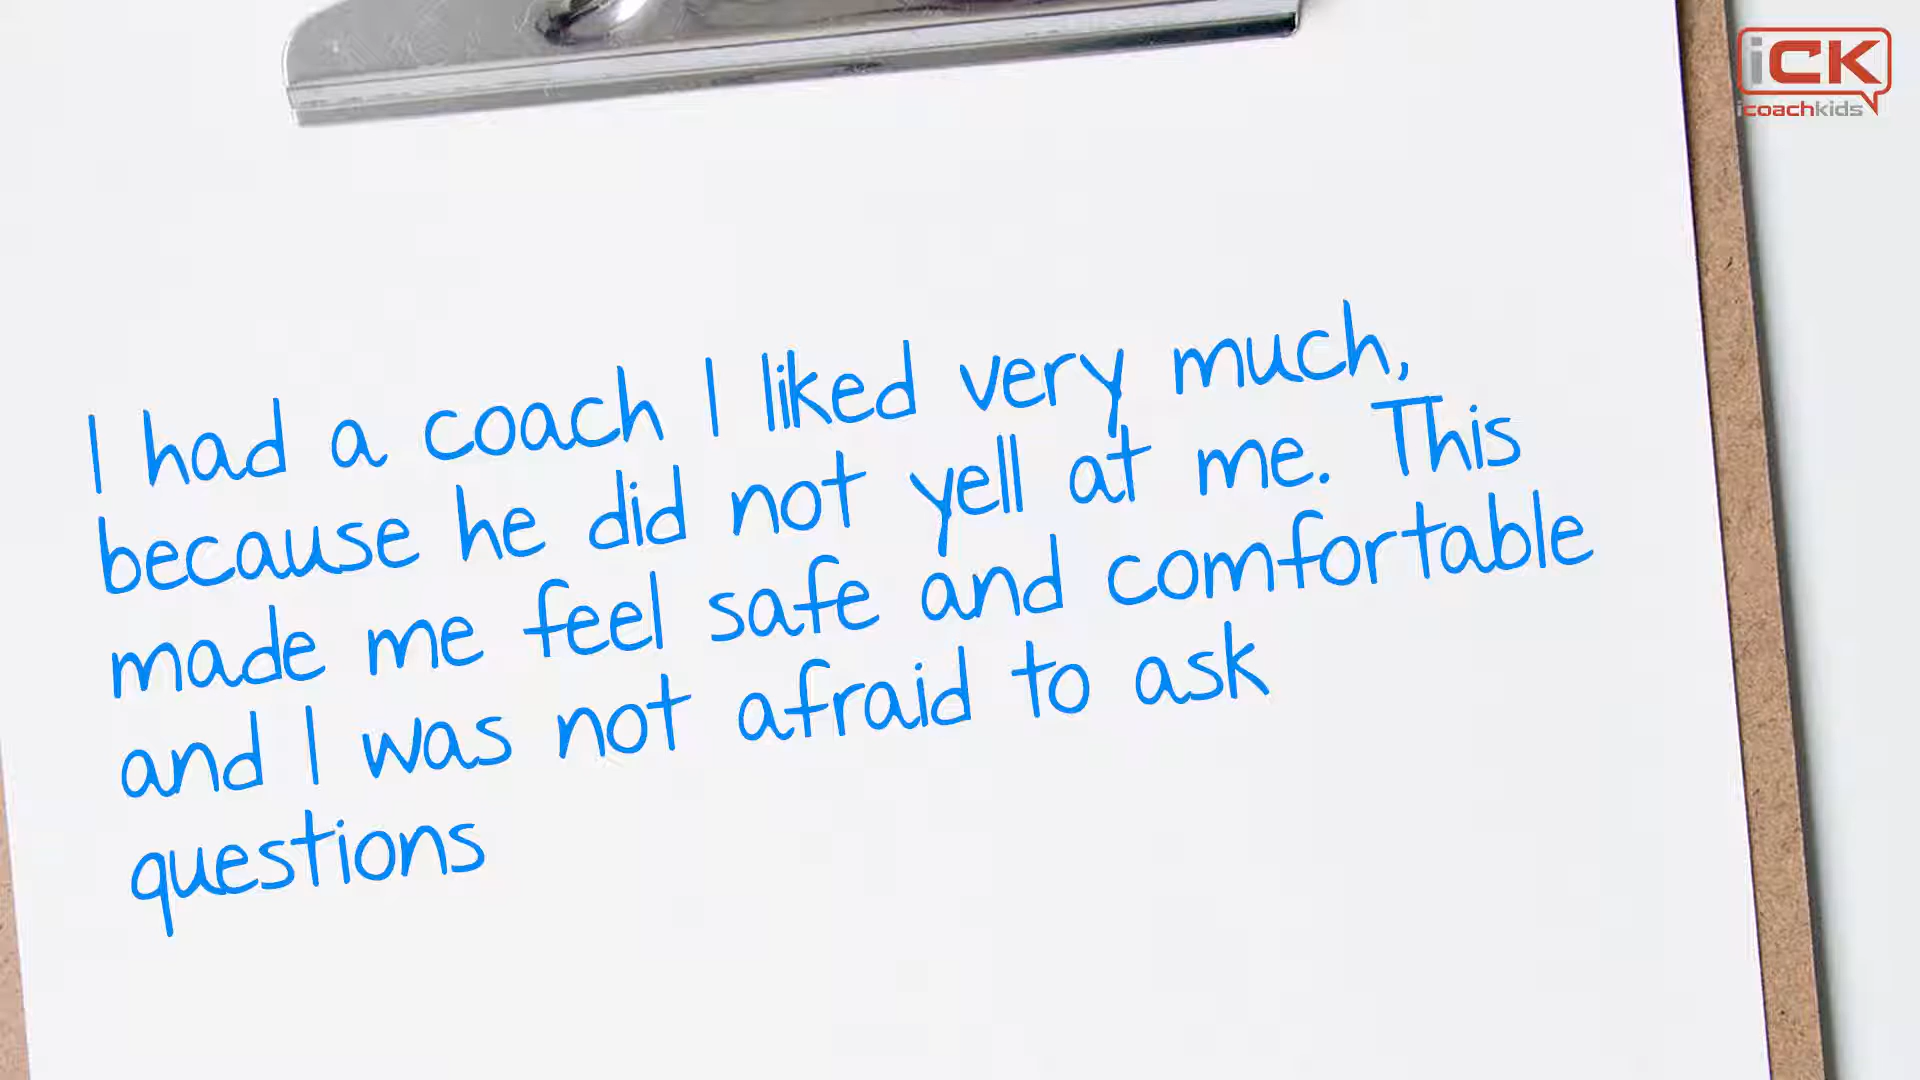 iCK
icoachkids
I had a coach I liked very much,
because he did not yell at me. This
made me feel safe and comfortable
and I was not afraid to ask
questions